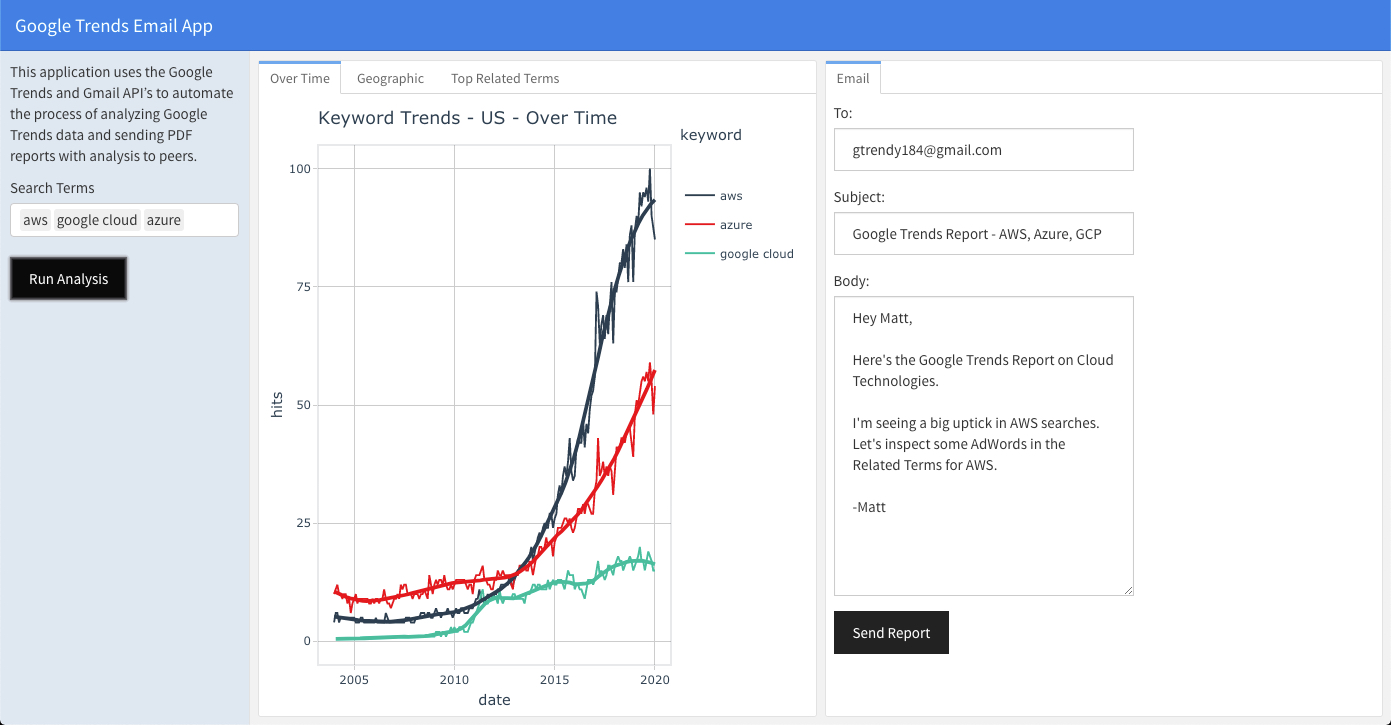 Google Trends Email App
This application uses the Google
Trends and Gmail API's to automate
the process of analyzing Google
Trends data and sending PDF
reports with analysis to peers.
Search Terms
aws google cloud azure
Run Analysis
Over Time Geographic Top Related Terms
Keyword Trends - US - Over Time
keyword
aws
azure
google cloud
hits
100
75
50
25
0
2005 2010 2015 2020
date
Email
To:
gtrendy184@gmail.com
Subject:
Google Trends Report - AWS, Azure, GCP
Body:
Hey Matt,
Here's the Google Trends Report on Cloud
Technologies.
I'm seeing a big uptick in AWS searches.
Let's inspect some AdWords in the
Related Terms for AWS.
-Matt
Send Report